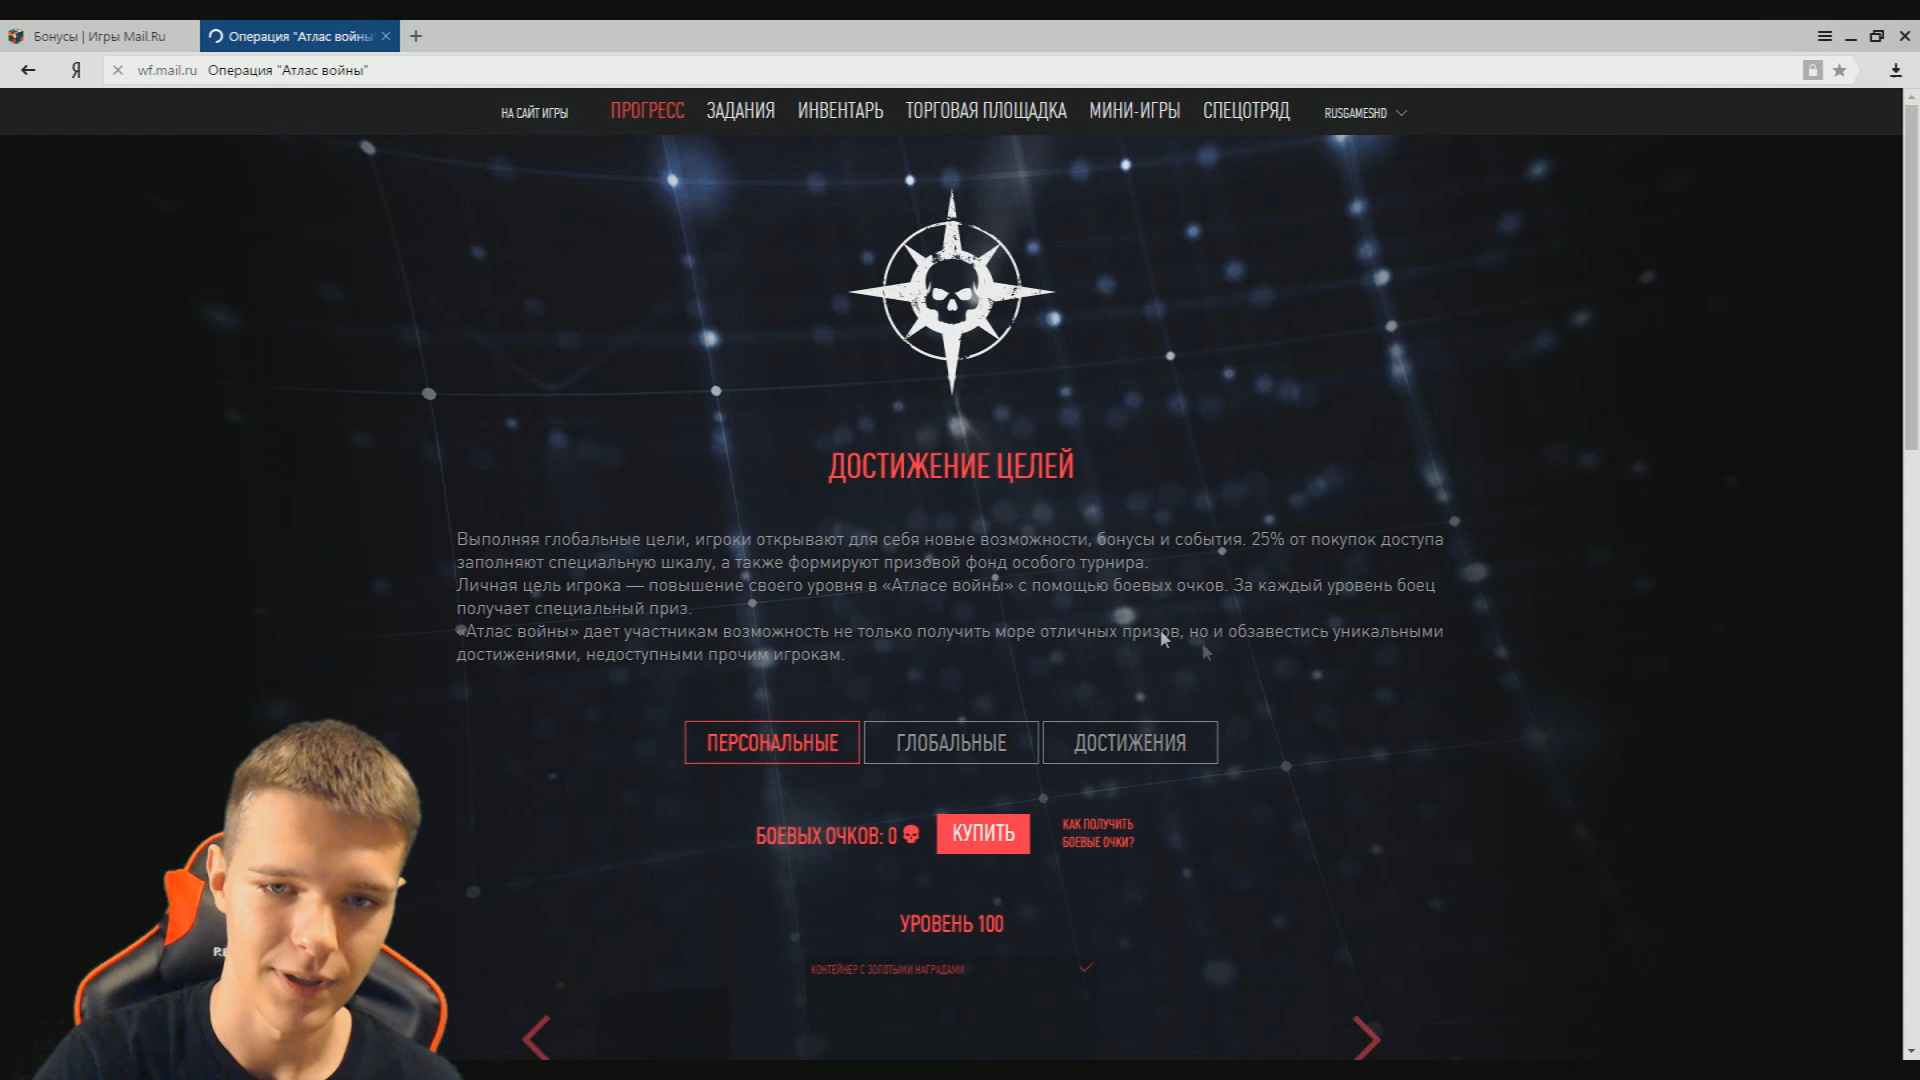 Бонусы | Игры Mail.Ru
Операция "Атлас войны
wf.mail.ru Операция "Атлас войны"
НА САЙТ ИГРЫ ПРОГРЕСС ЗАДАНИЯ ИНВЕНТАРЬ ТОРГОВАЯ ПЛОЩАДКА МИНИ-ИГРЫ СПЕЦОТРЯД RUSGAMESHD
ДОСТИЖЕНИЕ ЦЕЛЕЙ
Выполняя глобальные цели, игроки открывают для себя новые возможности, бонусы и события. 25% от покупок доступа
заполняют специальную шкалу, а также формируют призовой фонд особого турнира.
Личная цель игрока — повышение своего уровня в «Атласе войны» с помощью боевых очков. За каждый уровень боец
получает специальный приз.
«Атлас войны» дает участникам возможность не только получить море отличных призов, но и обзавестись уникальными
достижениями, недоступными прочим игрокам.
ПЕРСОНАЛЬНЫЕ ГЛОБАЛЬНЫЕ ДОСТИЖЕНИЯ
БОЕВЫХ ОЧКОВ: 0 КУПИТЬ
КАК ПОЛУЧИТЬ
БОЕВЫЕ ОЧКИ?
УРОВЕНЬ 100
КОНТЕЙНЕР С ЗОЛОТЫМИ НАГРАДАМИ